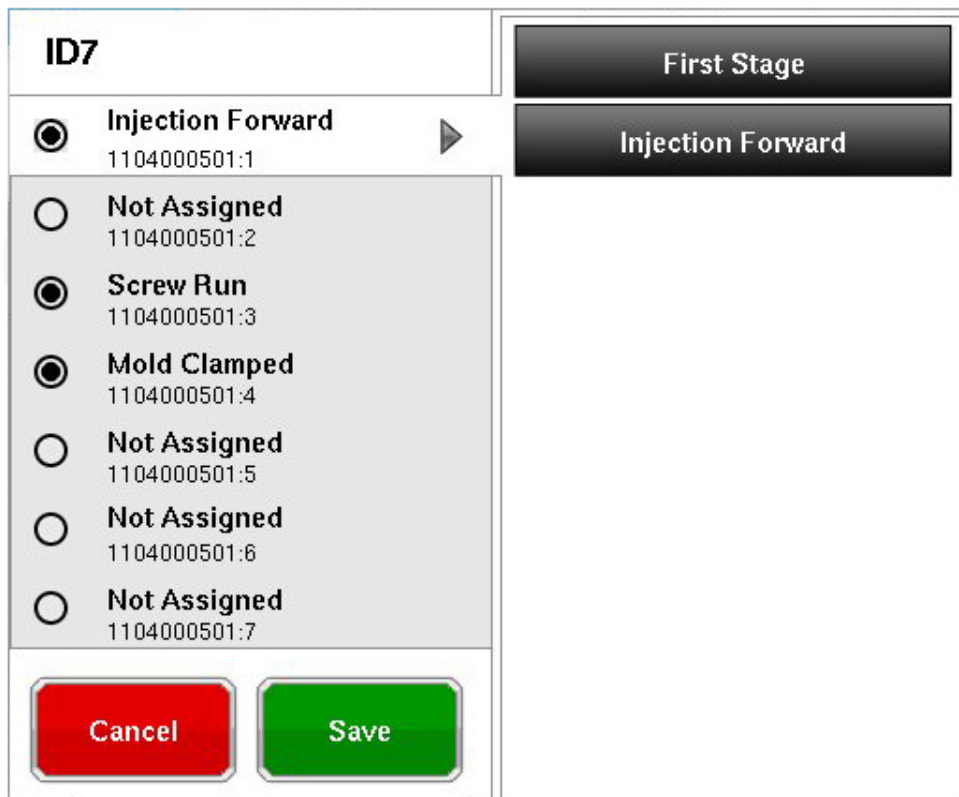 ID7
Injection Forward
1104000501:1
Not Assigned
1104000501:2
Screw Run
1104000501:3
Mold Clamped
1104000501:4
Not Assigned
1104000501:5
Not Assigned
1104000501:6
Not Assigned
1104000501:7
Cancel
Save
First Stage
Injection Forward